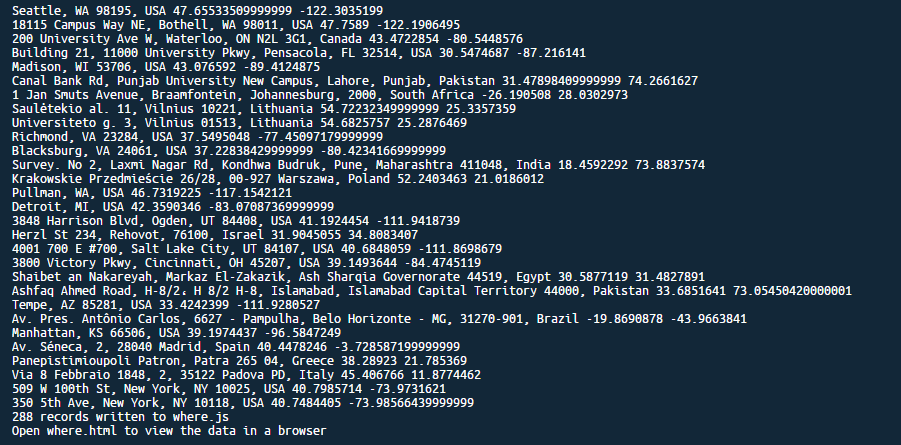 Seattle, WA 98195, USA 47.65533509999999 -122.3035199
18115 Campus Way NE, Bothell, WA 98011, USA 47.7589 -122.1906495
200 University Ave W, Waterloo, ON N2L 3G1, Canada 43.4722854 -80.5448576
Building 21, 11000 University Pkwy, Pensacola, FL 32514, USA 30.5474687 -87.216141
Madison, WI 53706, USA 43.076592 -89.4124875
Canal Bank Rd, Punjab University New Campus, Lahore, Punjab, Pakistan 31.47898409999999 74.2661627
1 Jan Smuts Avenue, Braamfontein, Johannesburg, 2000, South Africa -26.190508 28.0302973
Saulėtekio al. 11, Vilnius 10221, Lithuania 54.72232349999999 25.3357359
Universiteto g. 3, Vilnius 01513, Lithuania 54.6825757 25.2876469
Richmond, VA 23284, USA 37.5495048 -77.45097179999999
Blacksburg, VA 24061, USA 37.22838429999999 -80.42341669999999
Survey. No 2, Laxmi Nagar Rd, Kondhwa Budruk, Pune, Maharashtra 411048, India 18.4592292 73.8837574
Krakowskie Przedmieście 26/28, 00-927 Warszawa, Poland 52.2403463 21.0186012
Pullman, WA, USA 46.7319225 -117.1542121
Detroit, MI, USA 42.3590346 -83.07087369999999
3848 Harrison Blvd, Ogden, UT 84408, USA 41.1924454 -111.9418739
Herzl St 234, Rehovot, 76100, Israel 31.9045055 34.8083407
4001 700 E #700, Salt Lake City, UT 84107, USA 40.6848059 -111.8698679
3800 Victory Pkwy, Cincinnati, OH 45207, USA 39.1493644 -84.4745119
Shaibet an Nakareyah, Markaz El-Zakazik, Ash Sharqia Governorate 44519, Egypt 30.5877119 31.4827891
Ashfaq Ahmed Road, H-8/2، H 8/2 H-8, Islamabad, Islamabad Capital Territory 44000, Pakistan 33.6851641 73.05450420000001
Tempe, AZ 85281, USA 33.4242399 -111.9280527
Av. Pres. Antônio Carlos, 6627 - Pampulha, Belo Horizonte - MG, 31270-901, Brazil -19.8690878 -43.9663841
Manhattan, KS 66506, USA 39.1974437 -96.5847249
Av. Séneca, 2, 28040 Madrid, Spain 40.4478246 -3.728587199999999
Panepistimioupoli Patron, Patra 265 04, Greece 38.28923 21.785369
Via 8 Febbraio 1848, 2, 35122 Padova PD, Italy 45.406766 11.8774462
509 W 100th St, New York, NY 10025, USA 40.7985714 -73.9731621
350 5th Ave, New York, NY 10118, USA 40.7484405 -73.98566439999999
288 records written to where.js
Open where.html to view the data in a browser